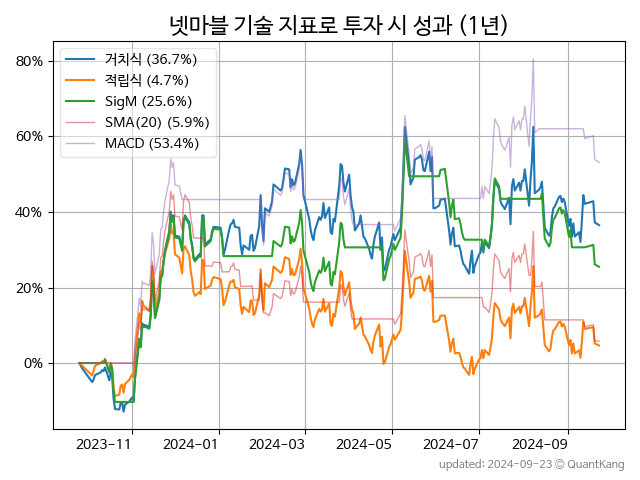 넷마블 기술 지표로 투자 시 성과 (1년)
80%
60%
40%
20%
0%
거치식 (36.7%)
적립식 (4.7%)
SigM (25.6%)
SMA(20) (5.9%)
MACD (53.4%)
2023-11
2024-01
2024-03
2024-05
2024-07
2024-09
updated: 2024-09-23 © QuantKang